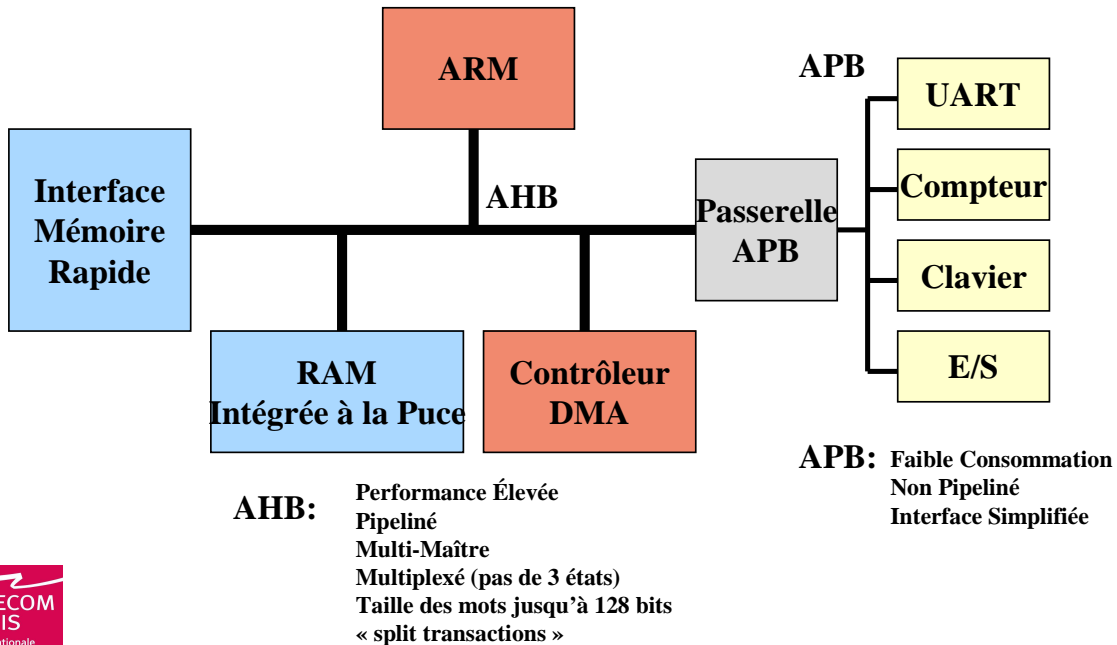 ARM
APB
UART
Interface
Mémoire
Rapide
AHB
Passerelle
APB
Compteur
Clavier
RAM
Intégrée à la Puce
Contrôleur
DMA
E/S
AHB:
Performance Élevée
Pipeliné
Multi-Maître
Multiplexé (pas de 3 états)
Taille des mots jusqu’à 128 bits
« split transactions »
APB:
Faible Consommation
Non Pipeliné
Interface Simplifiée